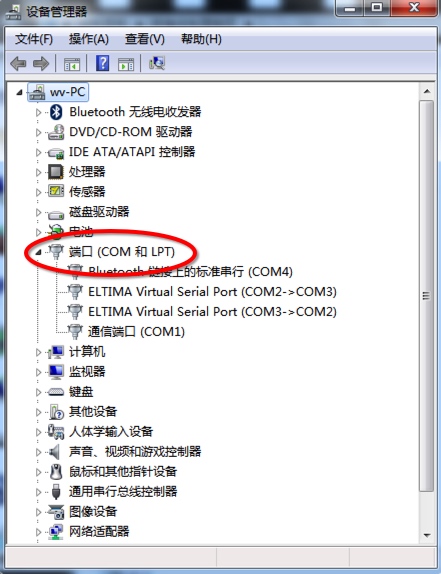 设备管理器
文件(F) 操作(A) 查看(V) 帮助(H)
wv-PC
Bluetooth 无线电收发器
DVD/CD-ROM 驱动器
IDE ATA/ATAPI 控制器
处理器
传感器
磁盘驱动器
电池
端口 (COM 和 LPT)
Bluetooth 链接上的标准串行 (COM4)
ELTIMA Virtual Serial Port (COM2->COM3)
ELTIMA Virtual Serial Port (COM3->COM2)
通信端口 (COM1)
计算机
监视器
键盘
其他设备
人体学输入设备
声音、视频和游戏控制器
鼠标和其他指针设备
通用串行总线控制器
图像设备
网络适配器